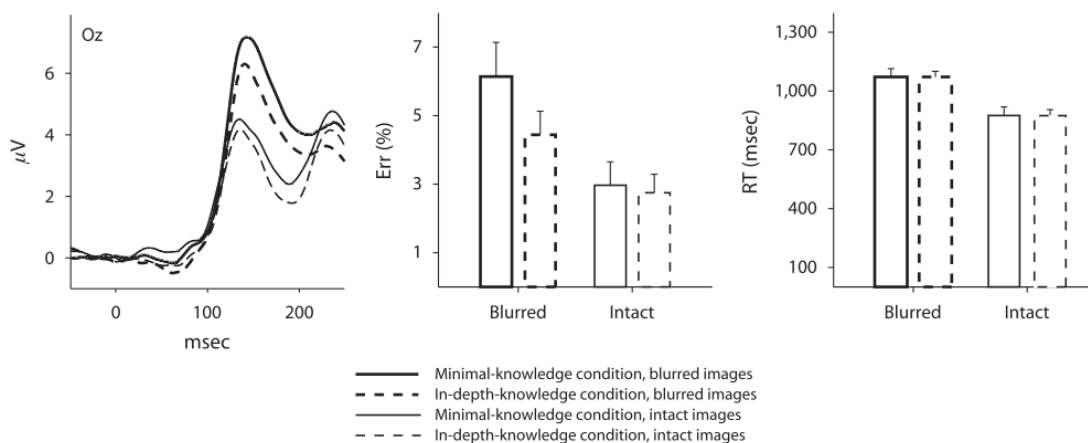 Oz
6
4
2
0
μV
0 100 200
msec
7
5
3
1
Err (%)
Blurred Intact
1,300
1,000
700
400
100
RT (msec)
Blurred Intact
Minimal-knowledge condition, blurred images
In-depth-knowledge condition, blurred images
Minimal-knowledge condition, intact images
In-depth-knowledge condition, intact images